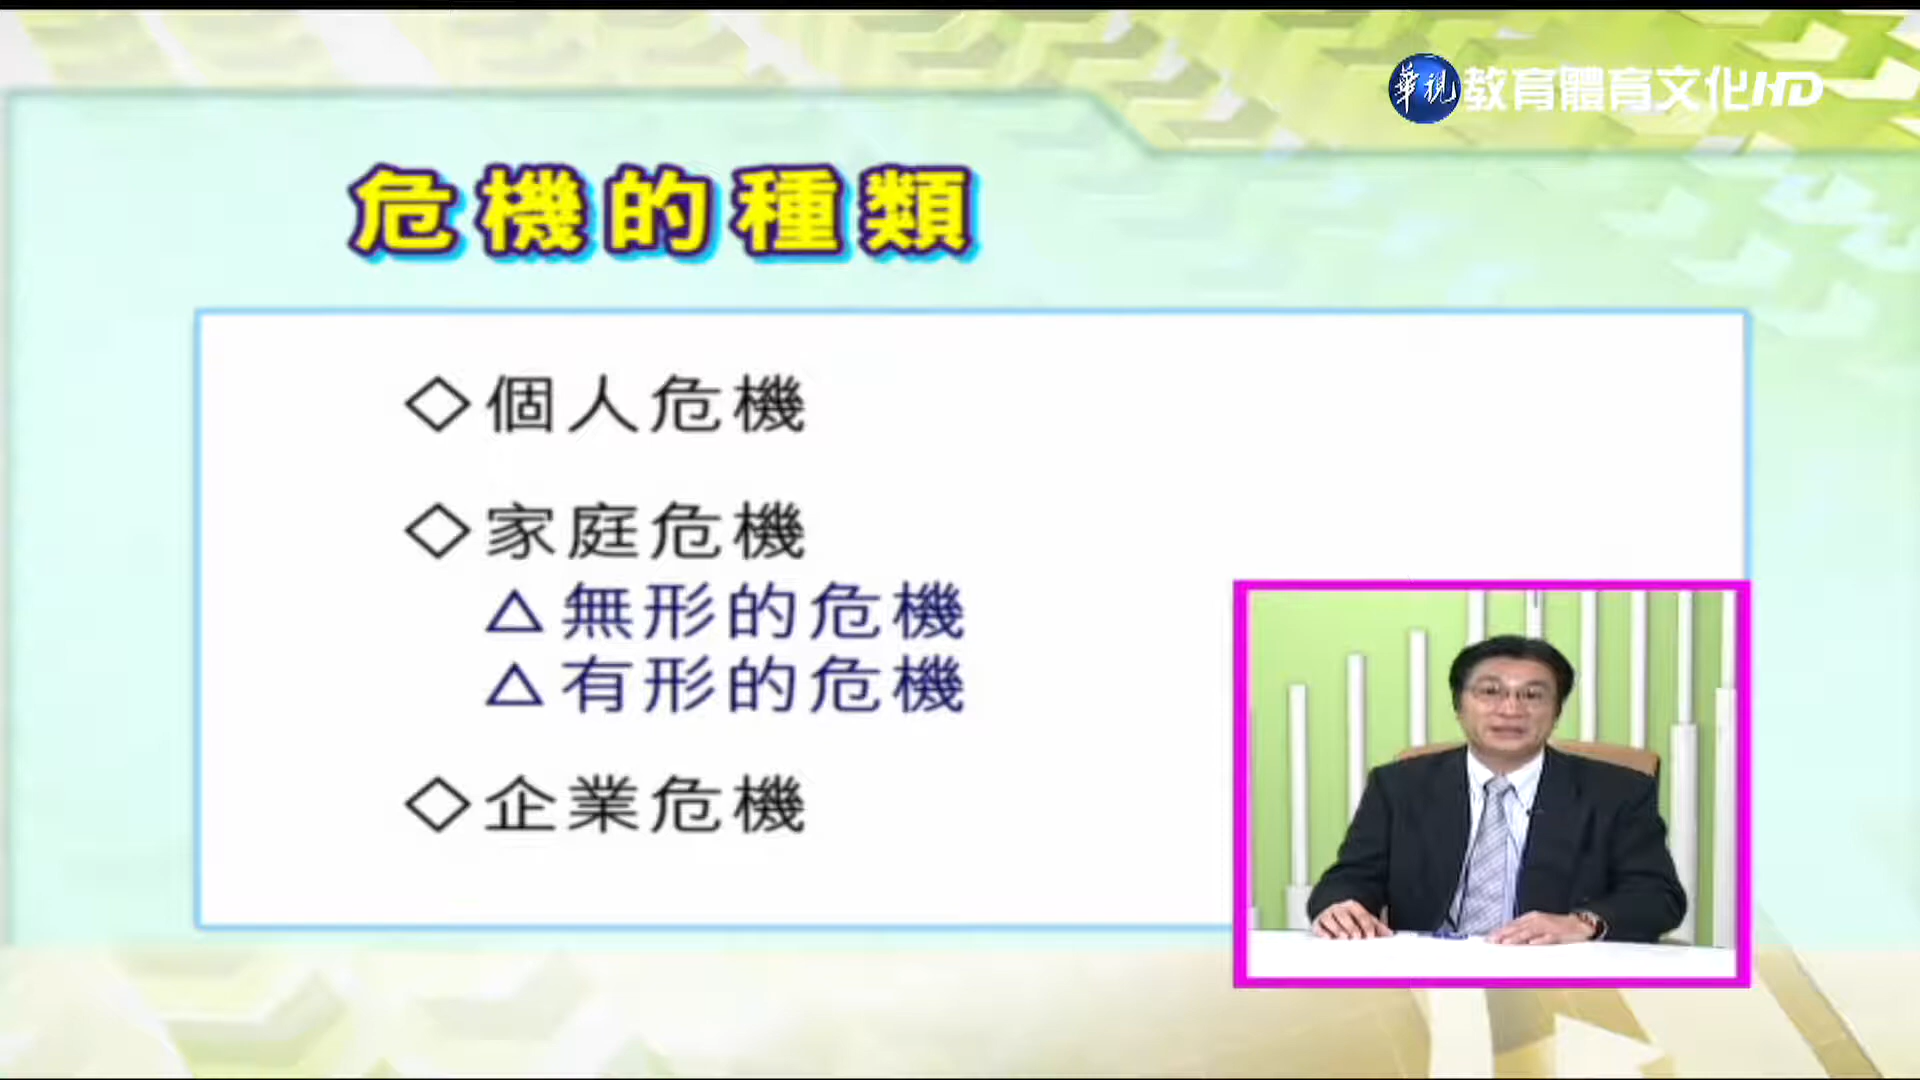 華視 教育體育文化HD
危機的種類
◇個人危機
◇家庭危機
△無形的危機
△有形的危機
◇企業危機